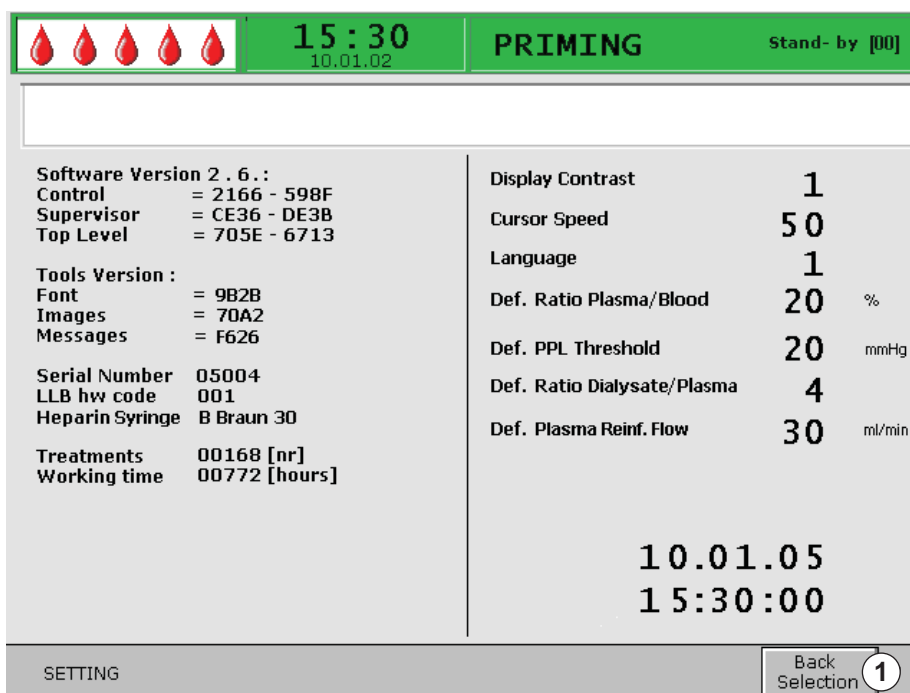 15:30
10.01.02
PRIMING
Stand- by [00]
Software Version 2 . 6 . :
Control = 2166 - 598F
Supervisor = CE36 - DE3B
Top Level = 705E - 6713
Tools Version :
Font = 9B2B
Images = 70A2
Messages = F626
Serial Number 05004
LLB hw code 001
Heparin Syringe B Braun 30
Treatments 00168 [nr]
Working time 00772 [hours]
Display Contrast 1
Cursor Speed 50
Language 1
Def. Ratio Plasma/Blood 20 %
Def. PPL Threshold 20 mmHg
Def. Ratio Dialysate/Plasma 4
Def. Plasma Reinf. Flow 30 ml/min
10.01.05
15:30:00
SETTING
Back
Selection
1